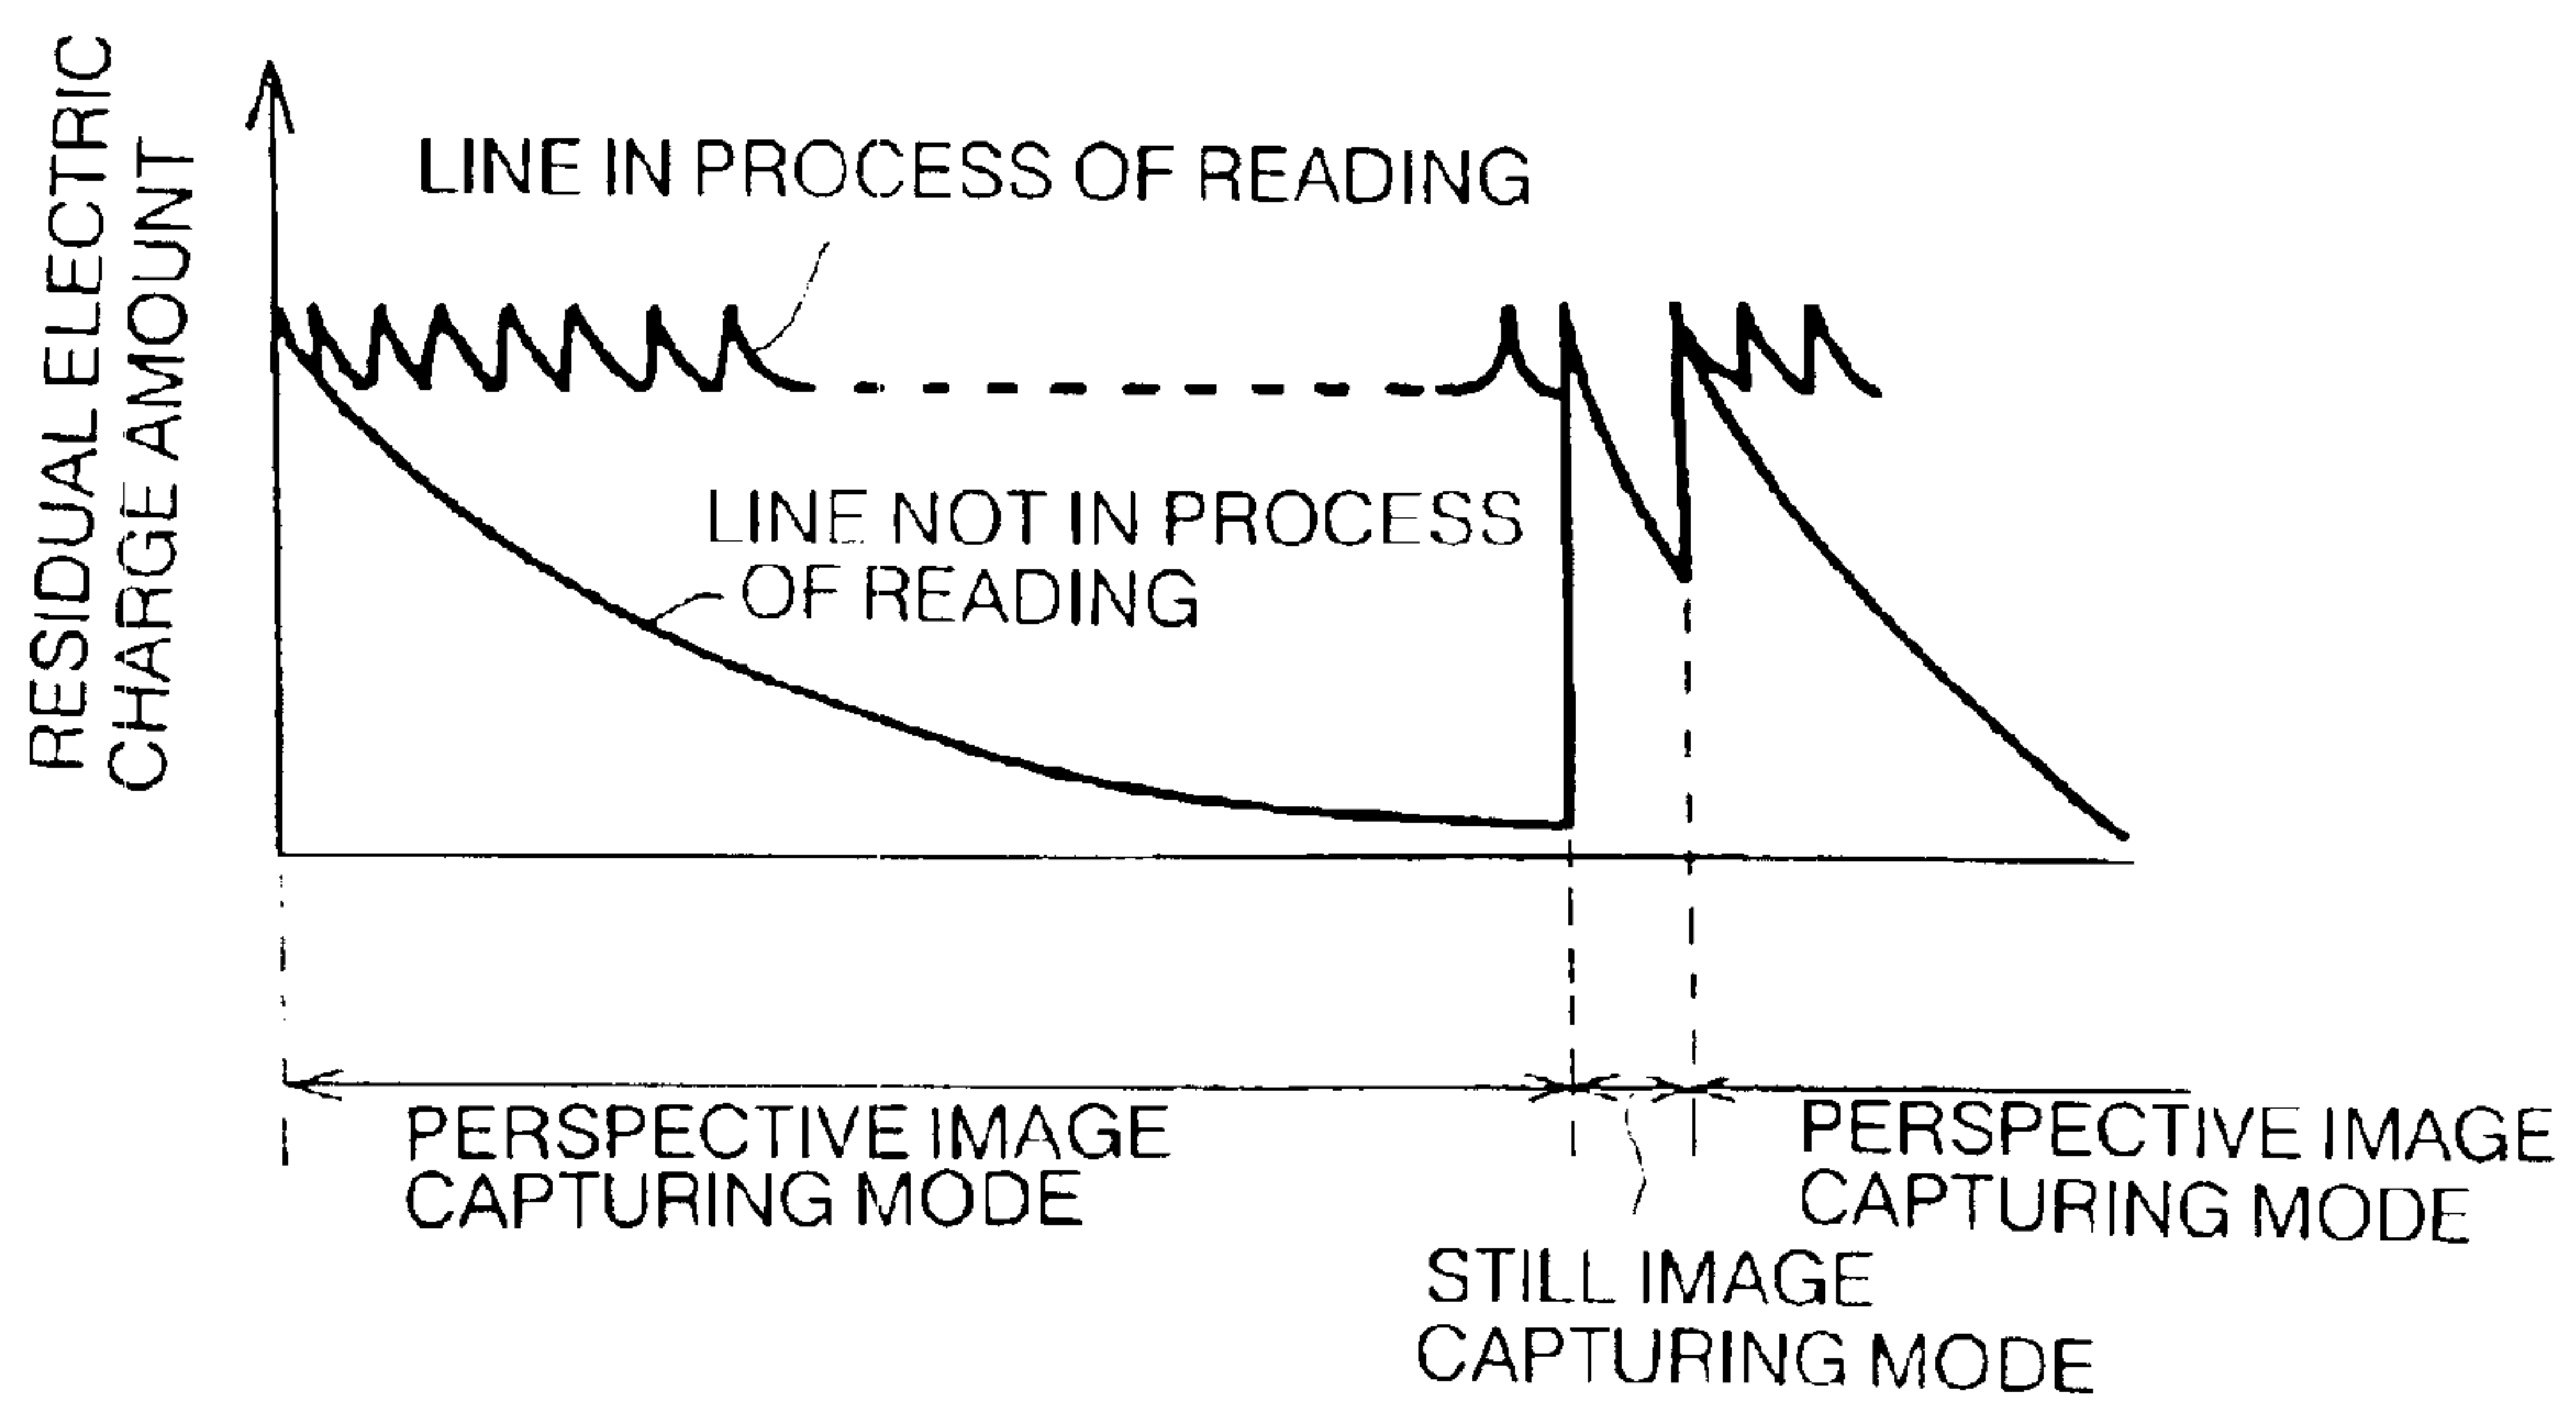 RESIDUAL ELECTRIC
CHARGE AMOUNT
LINE IN PROCESS OF READING
LINE NOT IN PROCESS
OF READING
PERSPECTIVE IMAGE
CAPTURING MODE
PERSPECTIVE IMAGE
CAPTURING MODE
STILL IMAGE
CAPTURING MODE